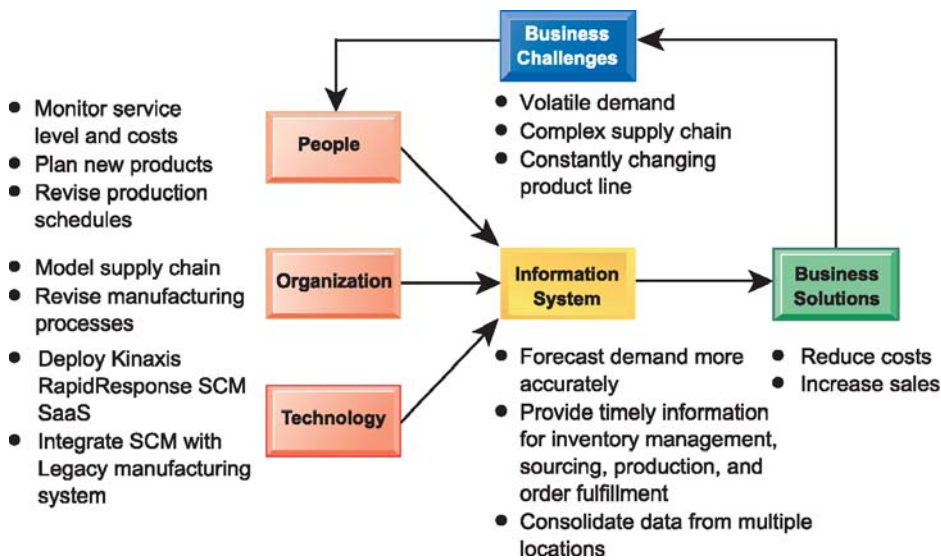 Business
Challenges
● Volatile demand
● Complex supply chain
● Constantly changing
product line
● Monitor service
level and costs
● Plan new products
● Revise production
schedules
People
● Model supply chain
● Revise manufacturing
processes
Organization
● Deploy Kinaxis
RapidResponse SCM
SaaS
● Integrate SCM with
Legacy manufacturing
system
Technology
Information
System
● Forecast demand more
accurately
● Provide timely information
for inventory management,
sourcing, production, and
order fulfillment
● Consolidate data from multiple
locations
Business
Solutions
● Reduce costs
● Increase sales